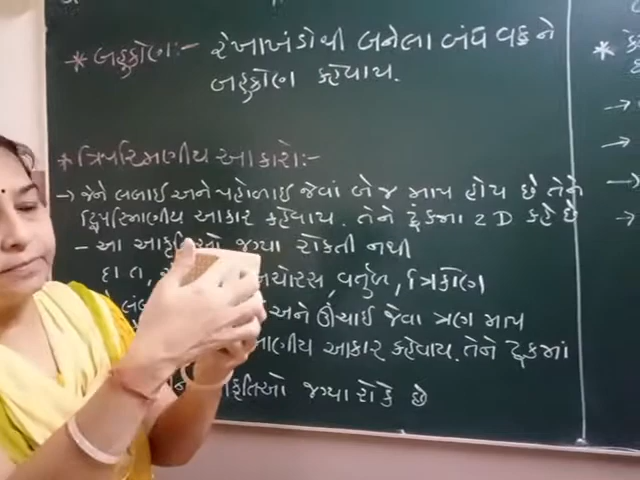 * બહુકોણ:- રેખાખંડોથી બનેલા બંધ વક્રને
બહુકોણ કહેવાય.
* ત્રિપરિમાણીય આકારો:-
→ જેને લંબાઈ અને પહોળાઈ જેવાં બે જ માપ હોય છે તેને
દ્વિપરિમાણીય આકાર કહેવાય. તેને ટૂંકમાં 2D કહે છે
- આ આકૃતિઓ જગ્યા રોકતી નથી
દા ત, ચોરસ, વર્તુળ, ત્રિકોણ
અને ઊંચાઈ જેવા ત્રણ માપ
આકાર કહેવાય. તેને ટૂંકમાં
જગ્યા રોકે છે